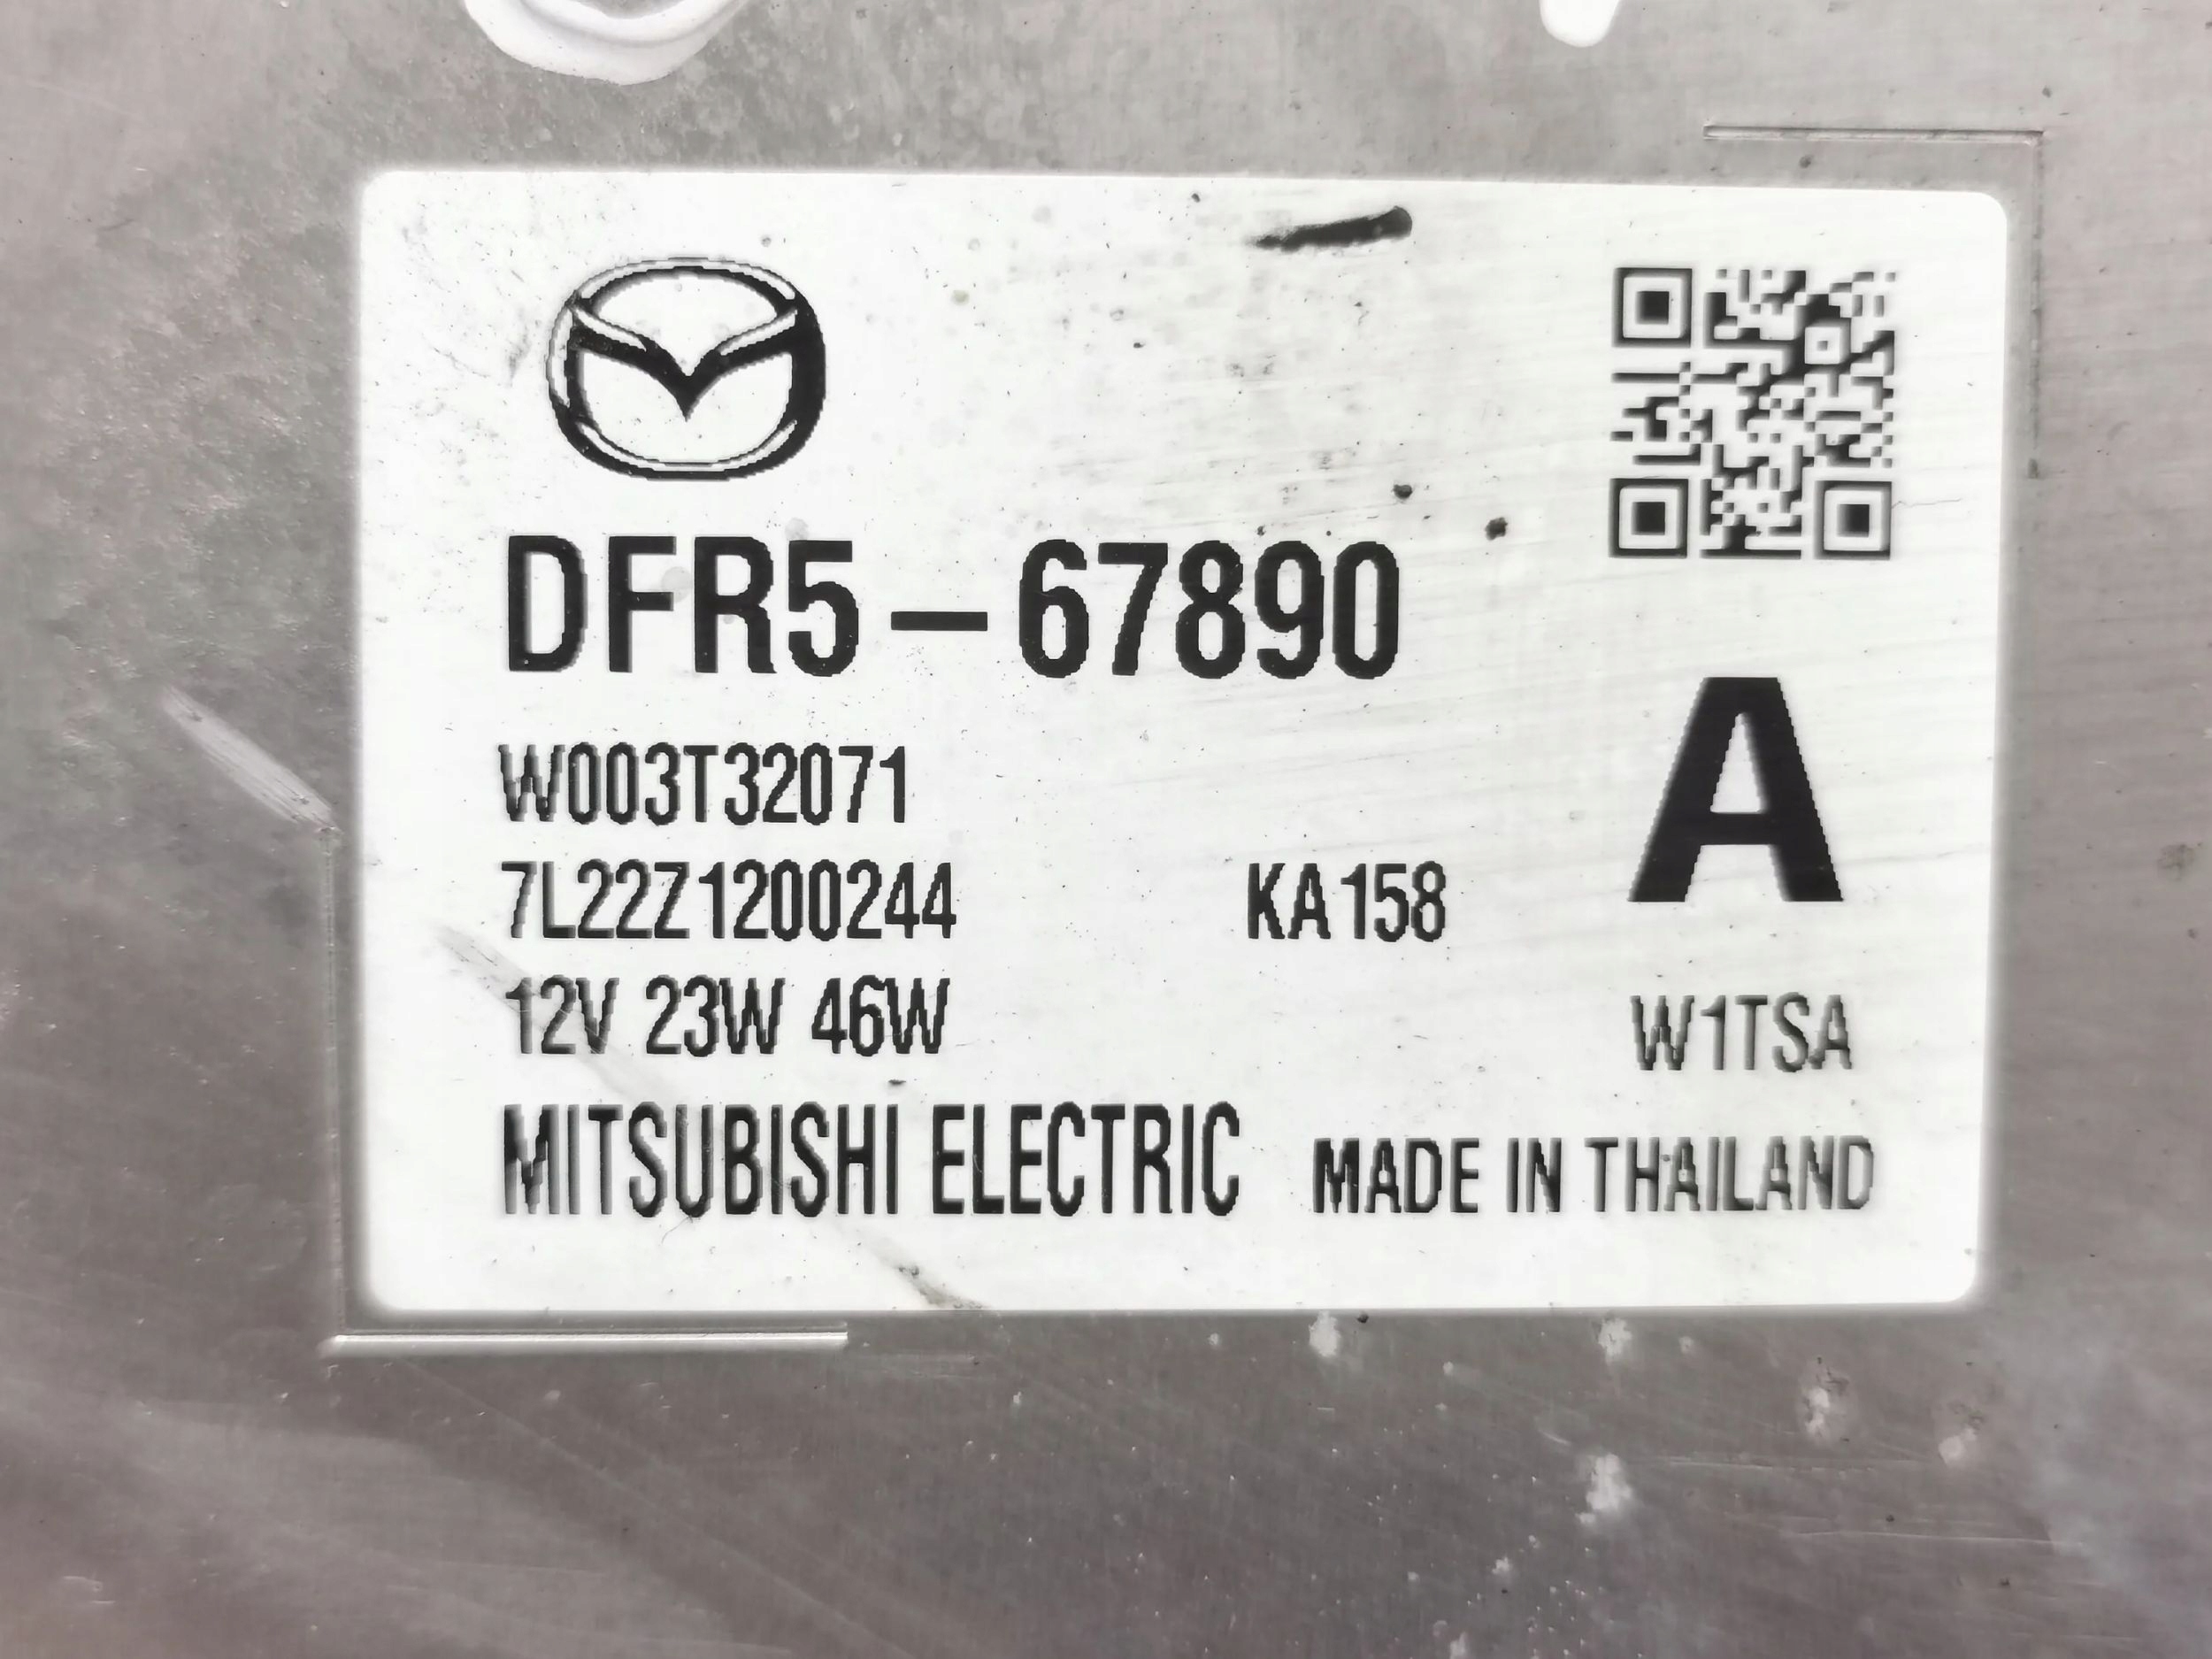 DFR5-67890
W003T32071
A
7L22Z1200244 KA158
12V 23W 46W W1TSA
MITSUBISHI ELECTRIC MADE IN THAILAND